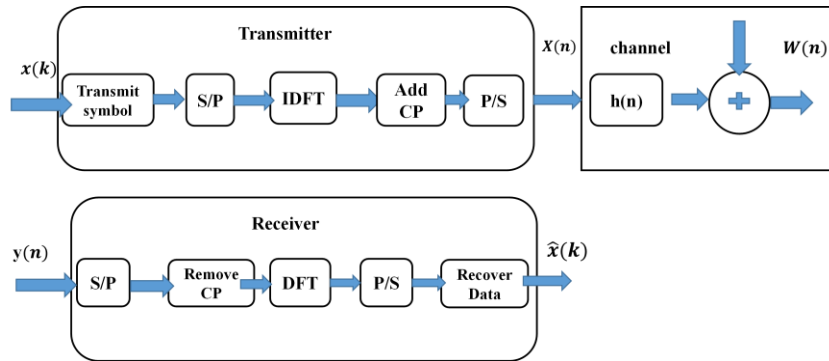 Transmitter
x(k)
Transmit
symbol
S/P
IDFT
Add
CP
P/S
X(n)
channel
h(n)
+
W(n)
Receiver
y(n)
S/P
Remove
CP
DFT
P/S
Recover
Data
x̂(k)